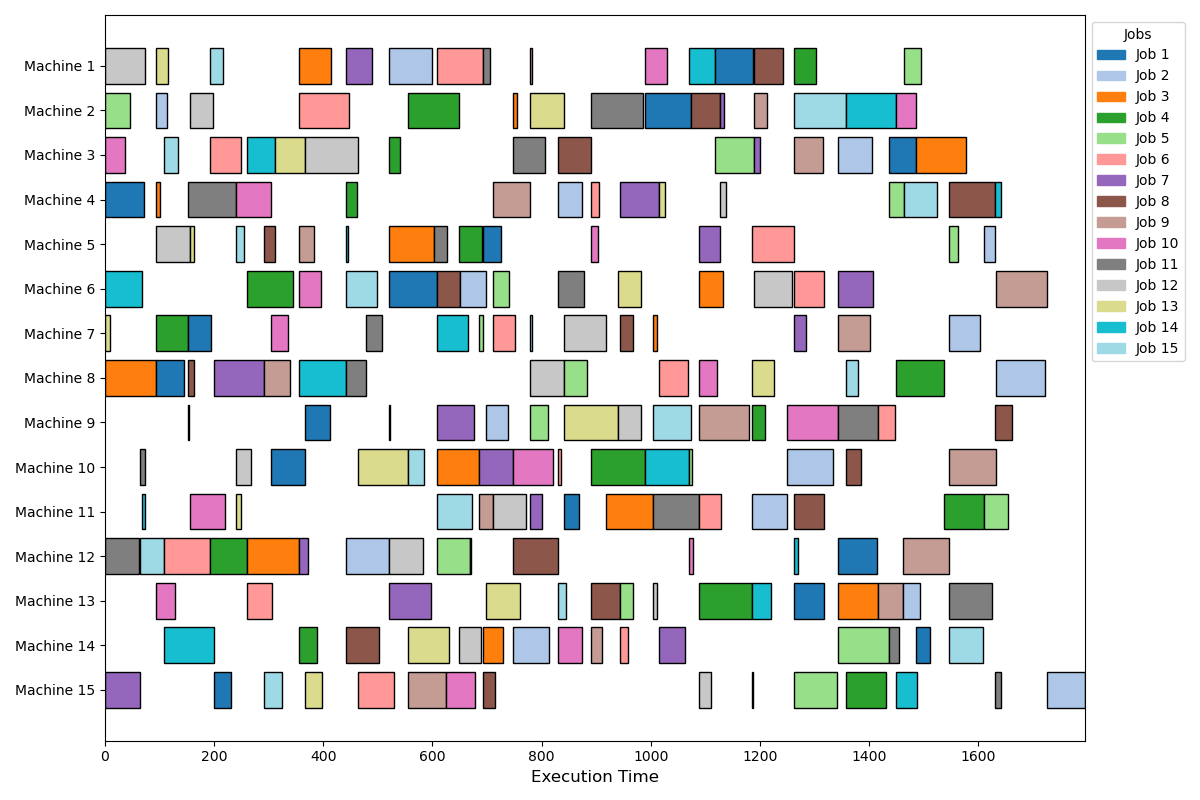 Machine 1
Machine 2
Machine 3
Machine 4
Machine 5
Machine 6
Machine 7
Machine 8
Machine 9
Machine 10
Machine 11
Machine 12
Machine 13
Machine 14
Machine 15
0 200 400 600 800 1000 1200 1400 1600
Execution Time
Jobs
Job 1
Job 2
Job 3
Job 4
Job 5
Job 6
Job 7
Job 8
Job 9
Job 10
Job 11
Job 12
Job 13
Job 14
Job 15